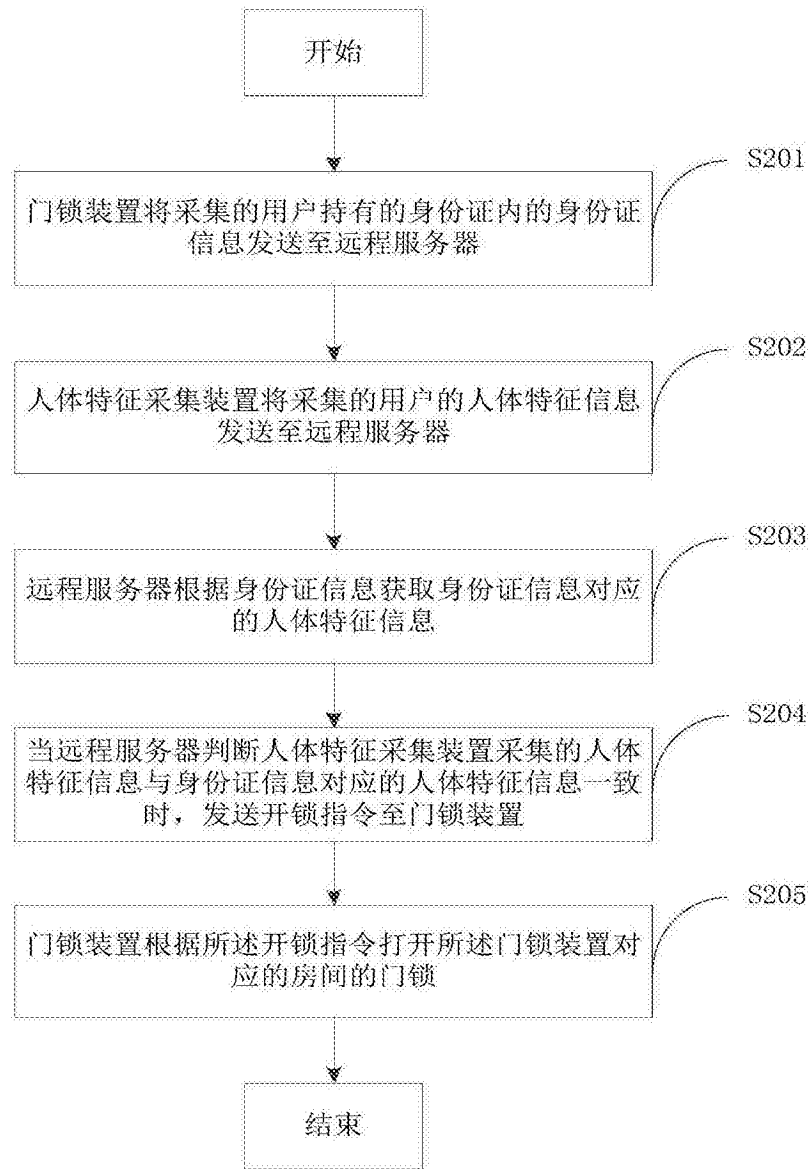 开始
S201
门锁装置将采集的用户持有的身份证内的身份证
信息发送至远程服务器
S202
人体特征采集装置将采集的用户的人体特征信息
发送至远程服务器
S203
远程服务器根据身份证信息获取身份证信息对应
的人体特征信息
S204
当远程服务器判断人体特征采集装置采集的人体
特征信息与身份证信息对应的人体特征信息一致
时，发送开锁指令至门锁装置
S205
门锁装置根据所述开锁指令打开所述门锁装置对
应的房间的门锁
结束